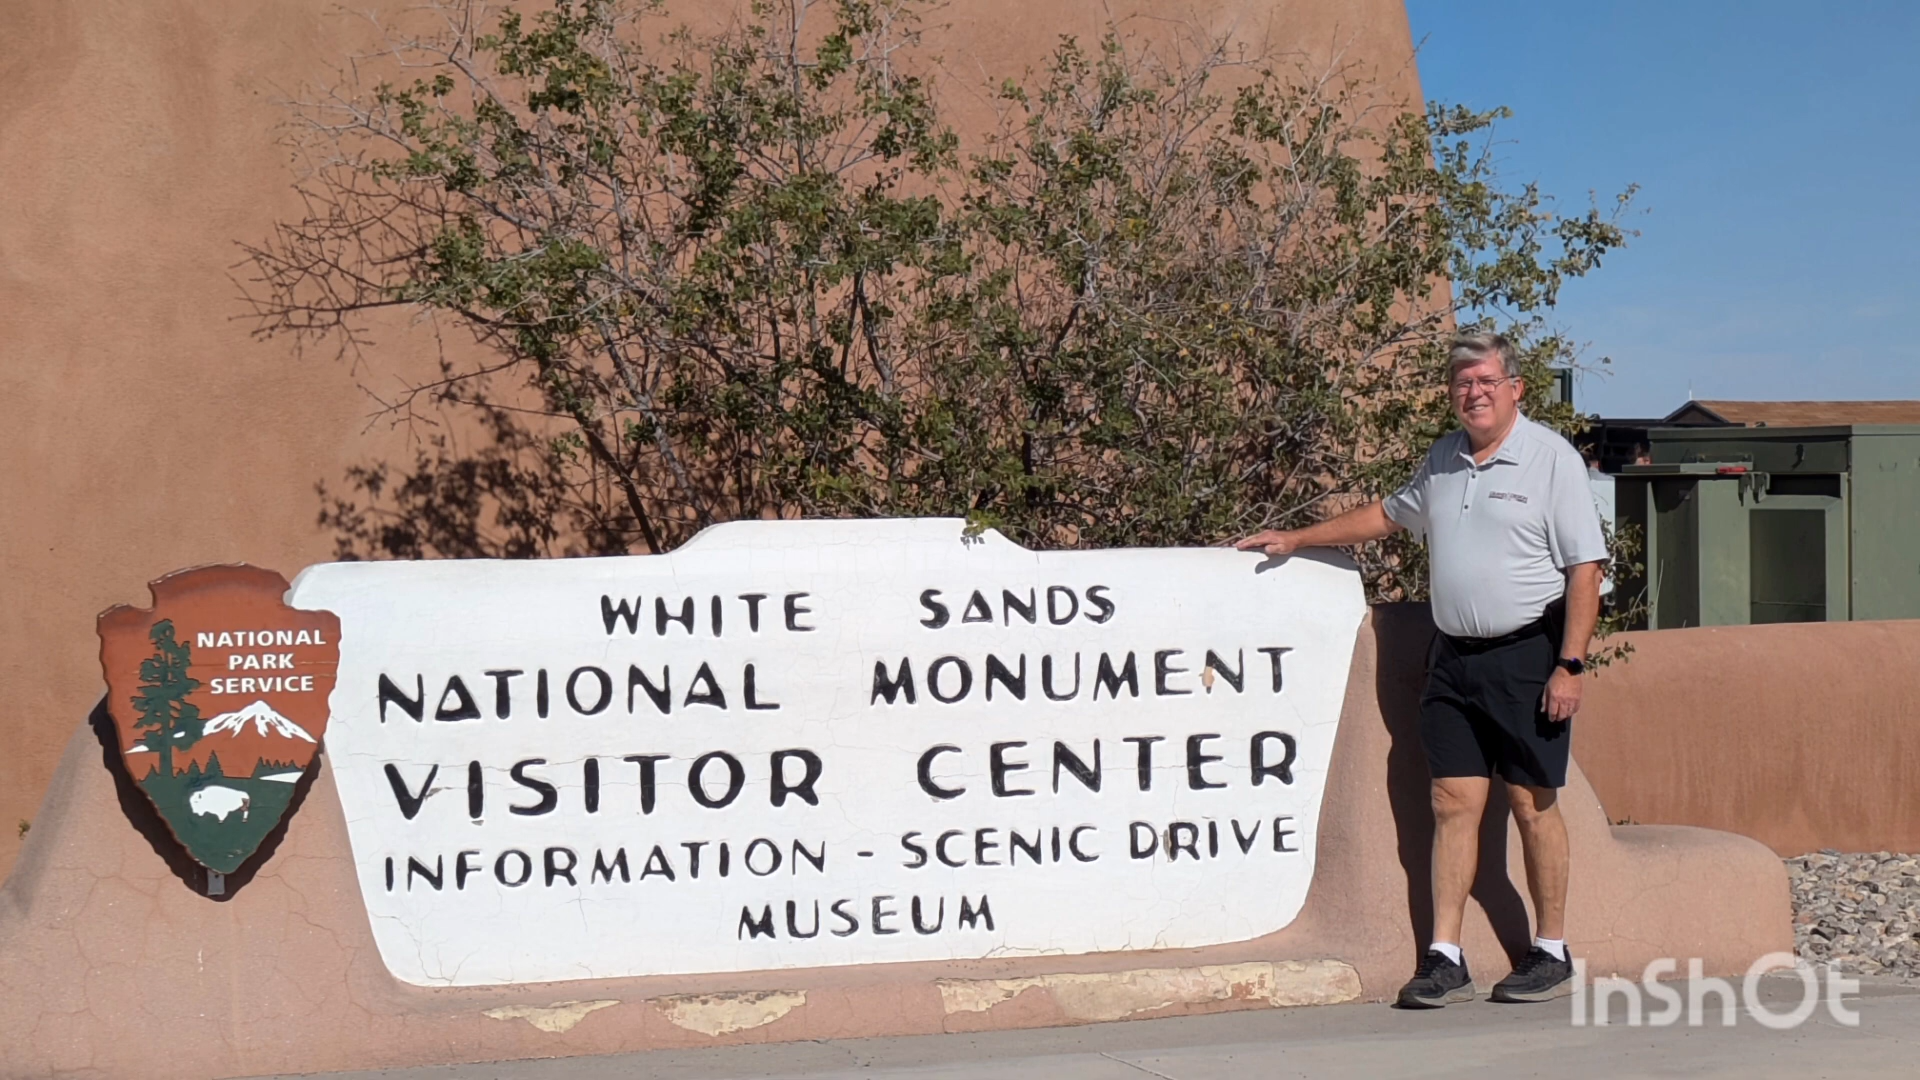 NATIONAL
PARK
SERVICE
WHITE SANDS
NATIONAL MONUMENT
VISITOR CENTER
INFORMATION - SCENIC DRIVE
MUSEUM
InShOt